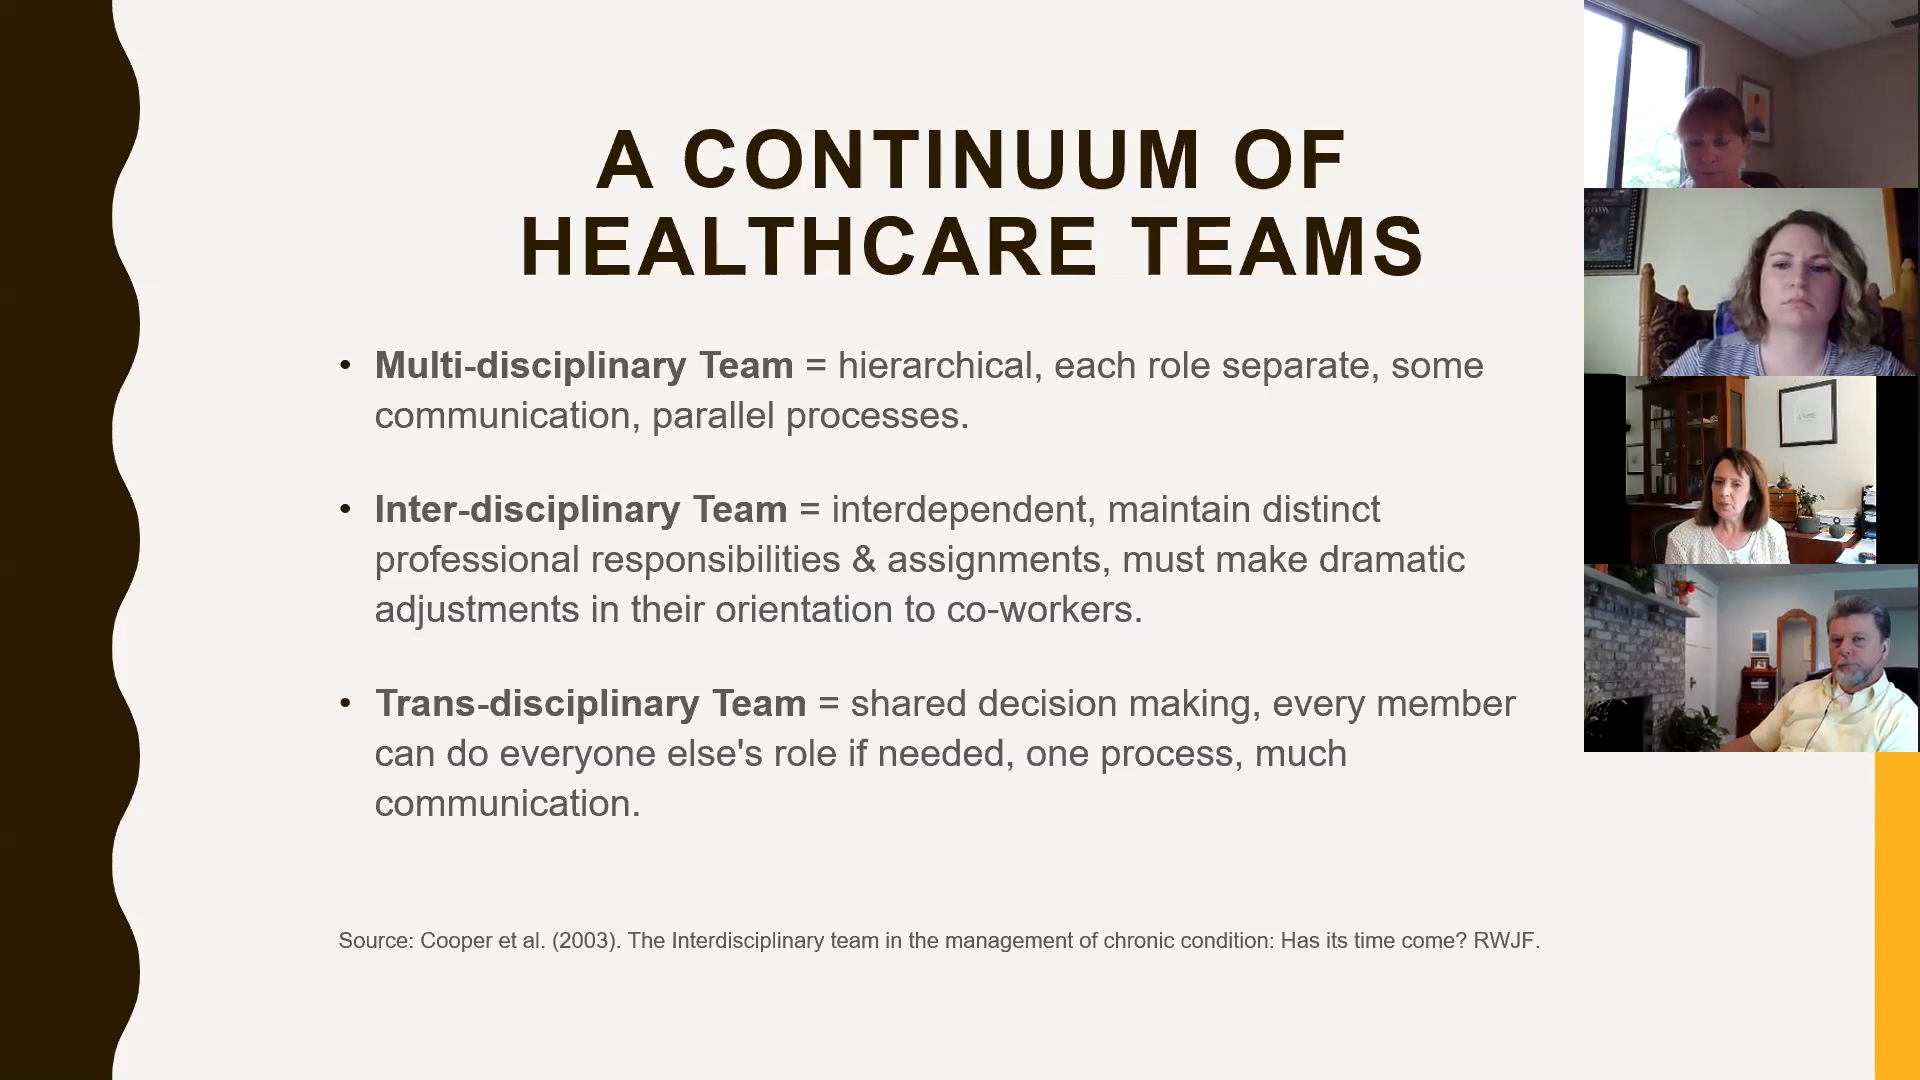 A CONTINUUM OF
HEALTHCARE TEAMS
• Multi-disciplinary Team = hierarchical, each role separate, some
communication, parallel processes.
• Inter-disciplinary Team = interdependent, maintain distinct
professional responsibilities & assignments, must make dramatic
adjustments in their orientation to co-workers.
• Trans-disciplinary Team = shared decision making, every member
can do everyone else's role if needed, one process, much
communication.
Source: Cooper et al. (2003). The Interdisciplinary team in the management of chronic condition: Has its time come? RWJF.